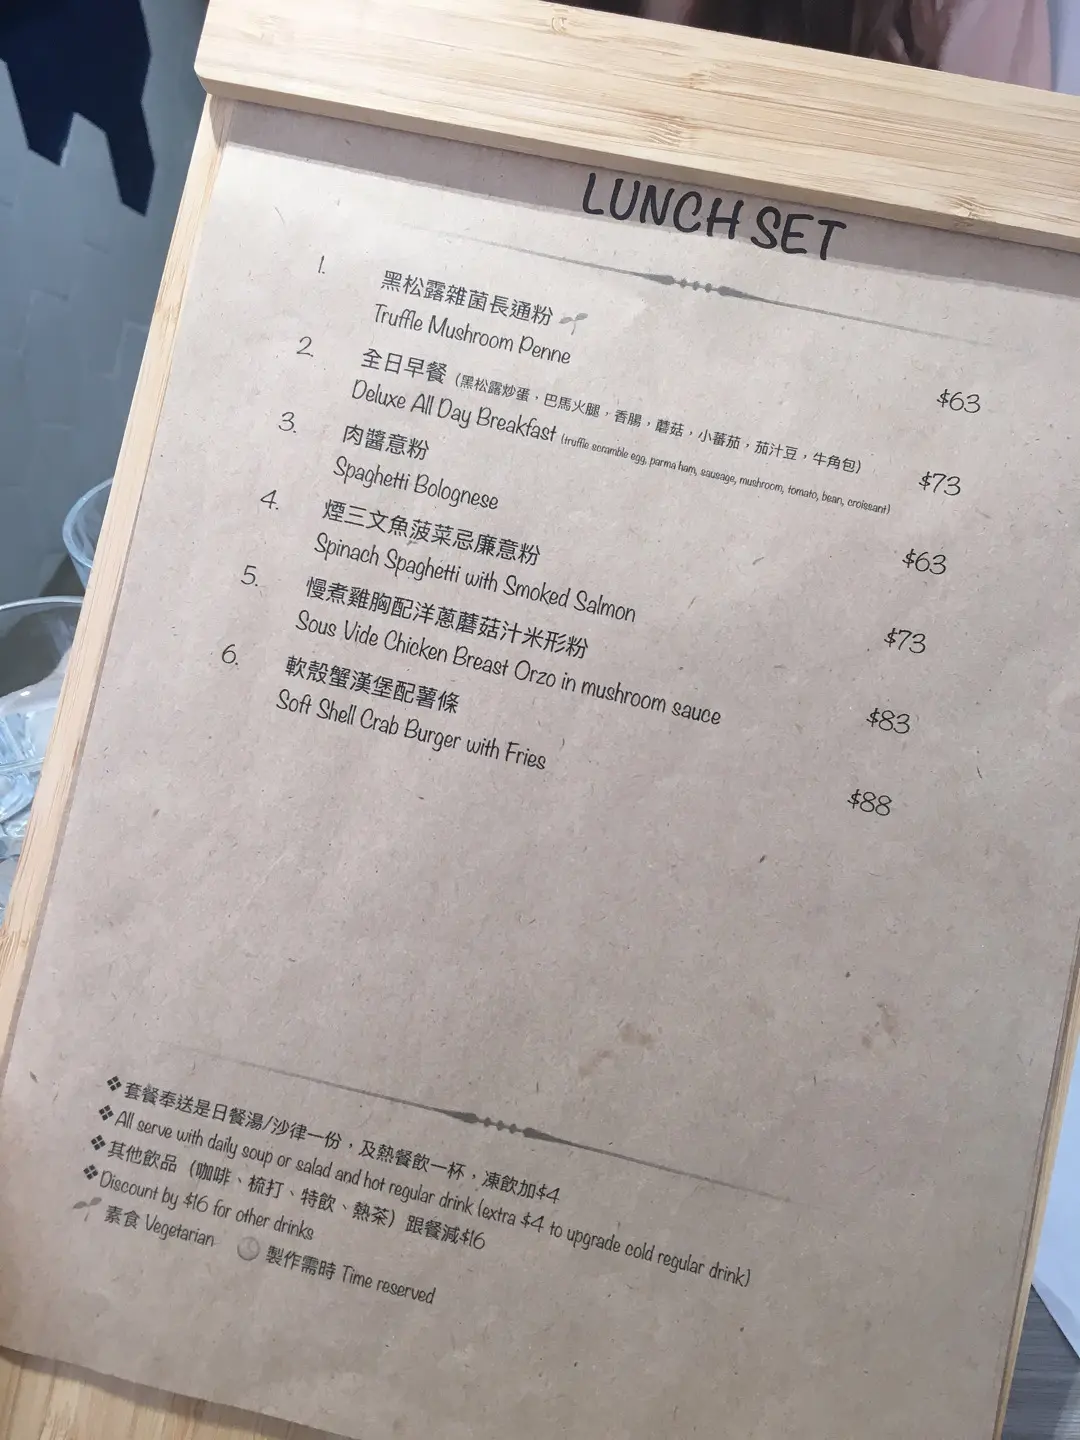 LUNCH SET
1. 黑松露雜菌長通粉
Truffle Mushroom Penne $63
2. 全日早餐 (黑松露炒蛋，巴馬火腿，香腸，蘑菇，小蕃茄，茄汁豆，牛角包)
Deluxe All Day Breakfast (truffle scramble egg, parma ham, sausage, mushroom, tomato, bean, croissant) $73
3. 肉醬意粉
Spaghetti Bolognese $63
4. 煙三文魚菠菜忌廉意粉
Spinach Spaghetti with Smoked Salmon $73
5. 慢煮雞胸配洋蔥蘑菇汁米形粉
Sous Vide Chicken Breast Orzo in mushroom sauce $83
6. 軟殼蟹漢堡配薯條
Soft Shell Crab Burger with Fries $88
❖ 套餐奉送是日餐湯/沙律一份，及熱餐飲一杯，凍飲加$4
❖ All serve with daily soup or salad and hot regular drink (extra $4 to upgrade cold regular drink)
❖ 其他飲品（咖啡、梳打、特飲、熱茶）跟餐減$16
❖ Discount by $16 for other drinks
素食 Vegetarian 製作需時 Time reserved